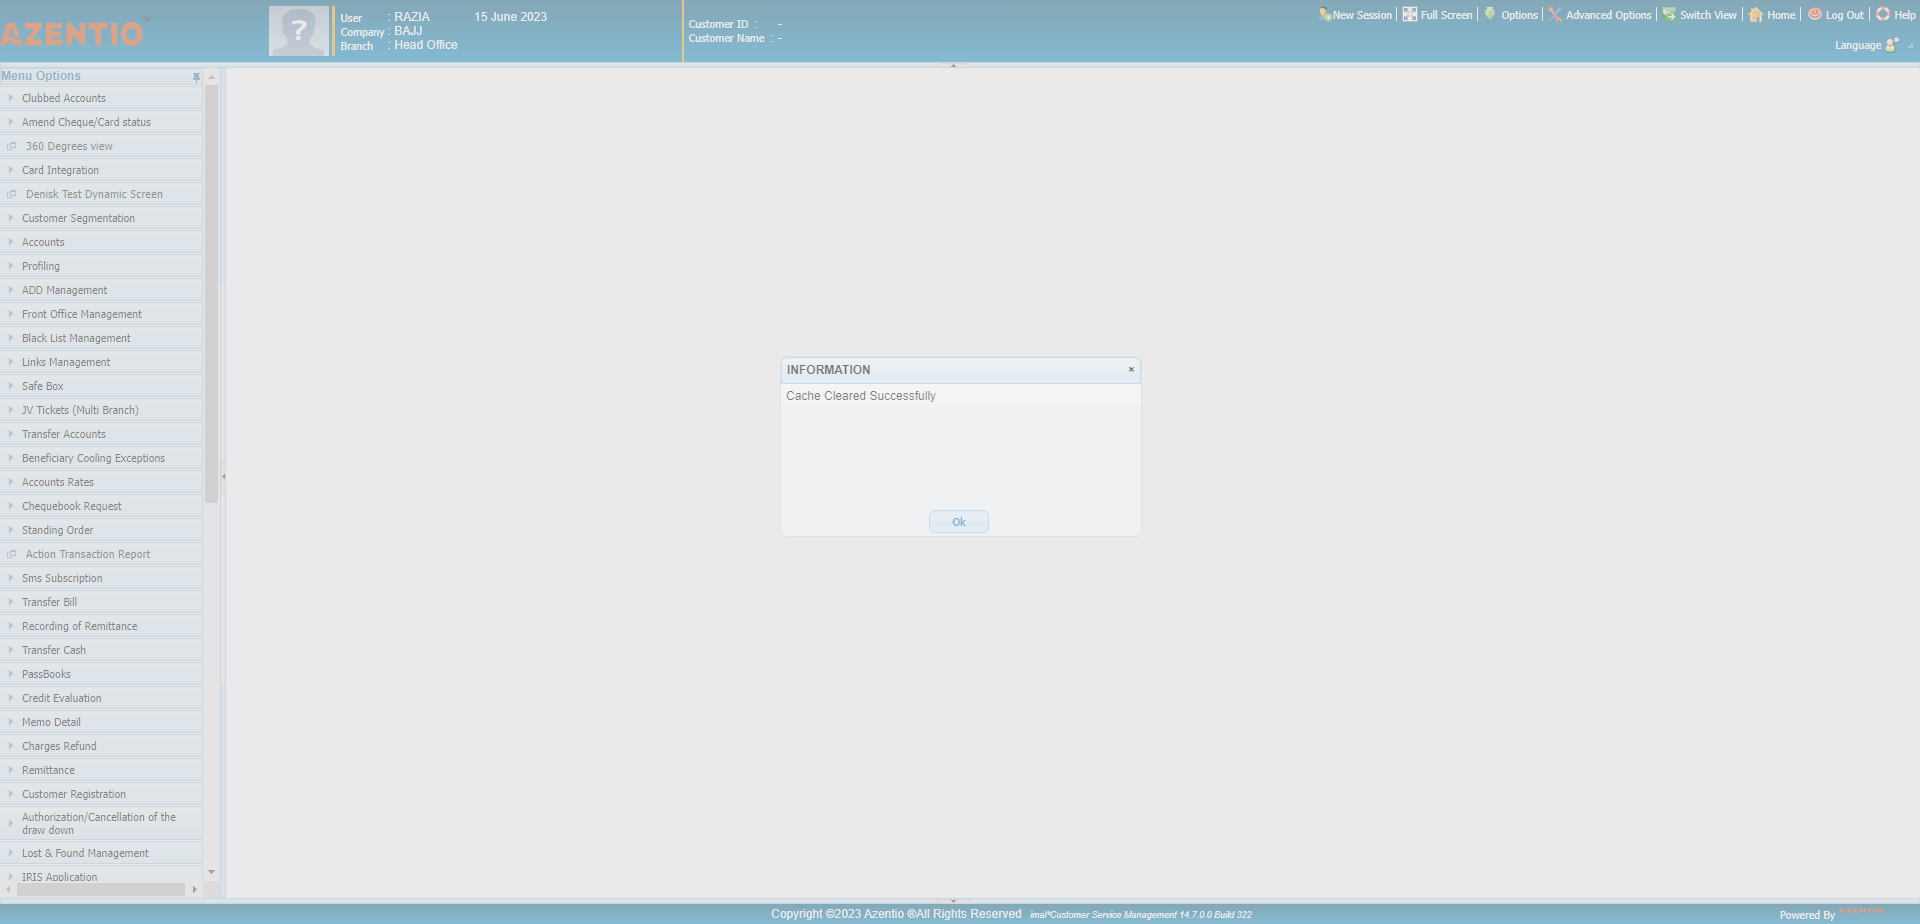 AZENTIO™
User : RAZIA 15 June 2023
Company : BAJJ
Branch : Head Office
Customer ID : -
Customer Name : -
New Session Full Screen Options Advanced Options Switch View Home Log Out Help
Language
Menu Options
Clubbed Accounts
Amend Cheque/Card status
360 Degrees view
Card Integration
Denisk Test Dynamic Screen
Customer Segmentation
Accounts
Profiling
ADD Management
Front Office Management
Black List Management
Links Management
Safe Box
JV Tickets (Multi Branch)
Transfer Accounts
Beneficiary Cooling Exceptions
Accounts Rates
Chequebook Request
Standing Order
Action Transaction Report
Sms Subscription
Transfer Bill
Recording of Remittance
Transfer Cash
PassBooks
Credit Evaluation
Memo Detail
Charges Refund
Remittance
Customer Registration
Authorization/Cancellation of the
draw down
Lost & Found Management
IRIS Application
INFORMATION ×
Cache Cleared Successfully
Ok
Copyright ©2023 Azentio ®All Rights Reserved imal*Customer Service Management 14.7.0.0 Build 322
Powered By AZENTIO